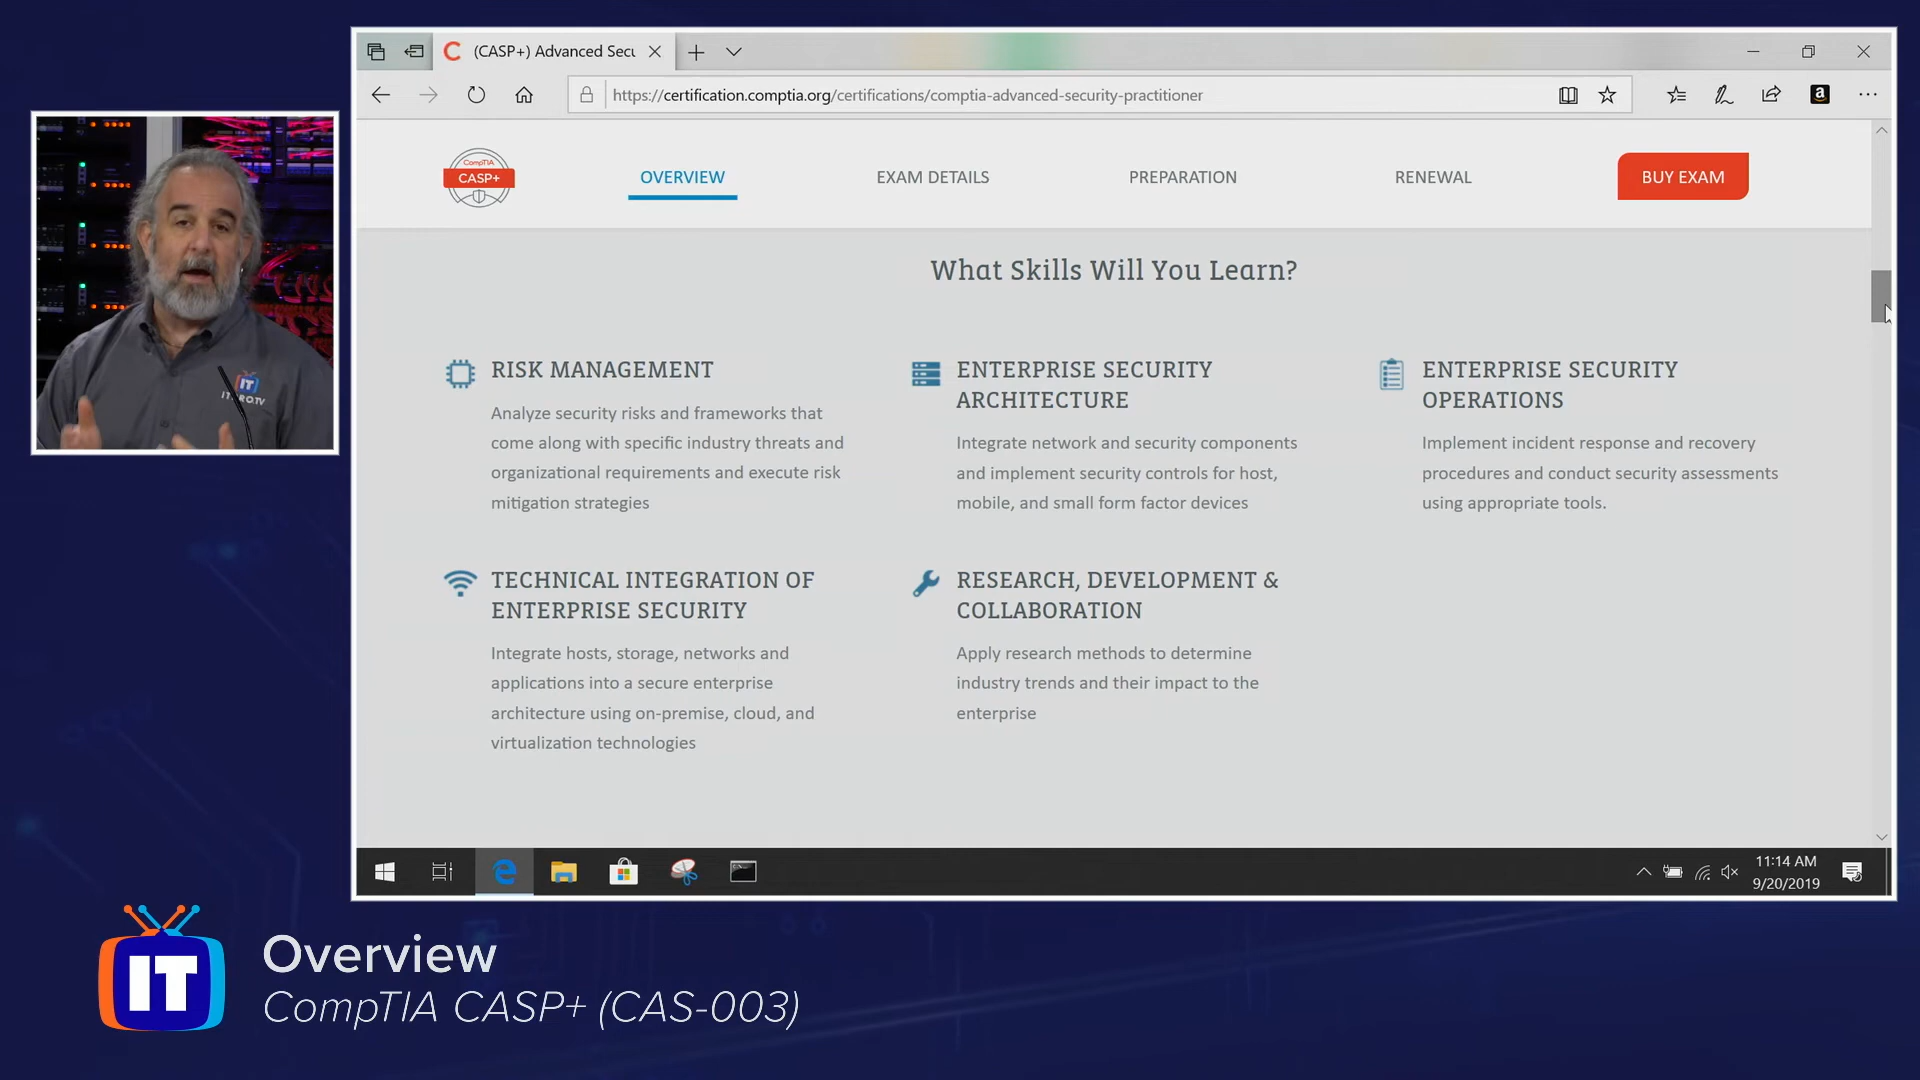 (CASP+) Advanced Secu
https://certification.comptia.org/certifications/comptia-advanced-security-practitioner
CompTIA
CASP+
OVERVIEW
EXAM DETAILS
PREPARATION
RENEWAL
BUY EXAM
What Skills Will You Learn?
RISK MANAGEMENT
Analyze security risks and frameworks that
come along with specific industry threats and
organizational requirements and execute risk
mitigation strategies
ENTERPRISE SECURITY
ARCHITECTURE
Integrate network and security components
and implement security controls for host,
mobile, and small form factor devices
ENTERPRISE SECURITY
OPERATIONS
Implement incident response and recovery
procedures and conduct security assessments
using appropriate tools.
TECHNICAL INTEGRATION OF
ENTERPRISE SECURITY
Integrate hosts, storage, networks and
applications into a secure enterprise
architecture using on-premise, cloud, and
virtualization technologies
RESEARCH, DEVELOPMENT &
COLLABORATION
Apply research methods to determine
industry trends and their impact to the
enterprise
11:14 AM
9/20/2019
IT
Overview
CompTIA CASP+ (CAS-003)